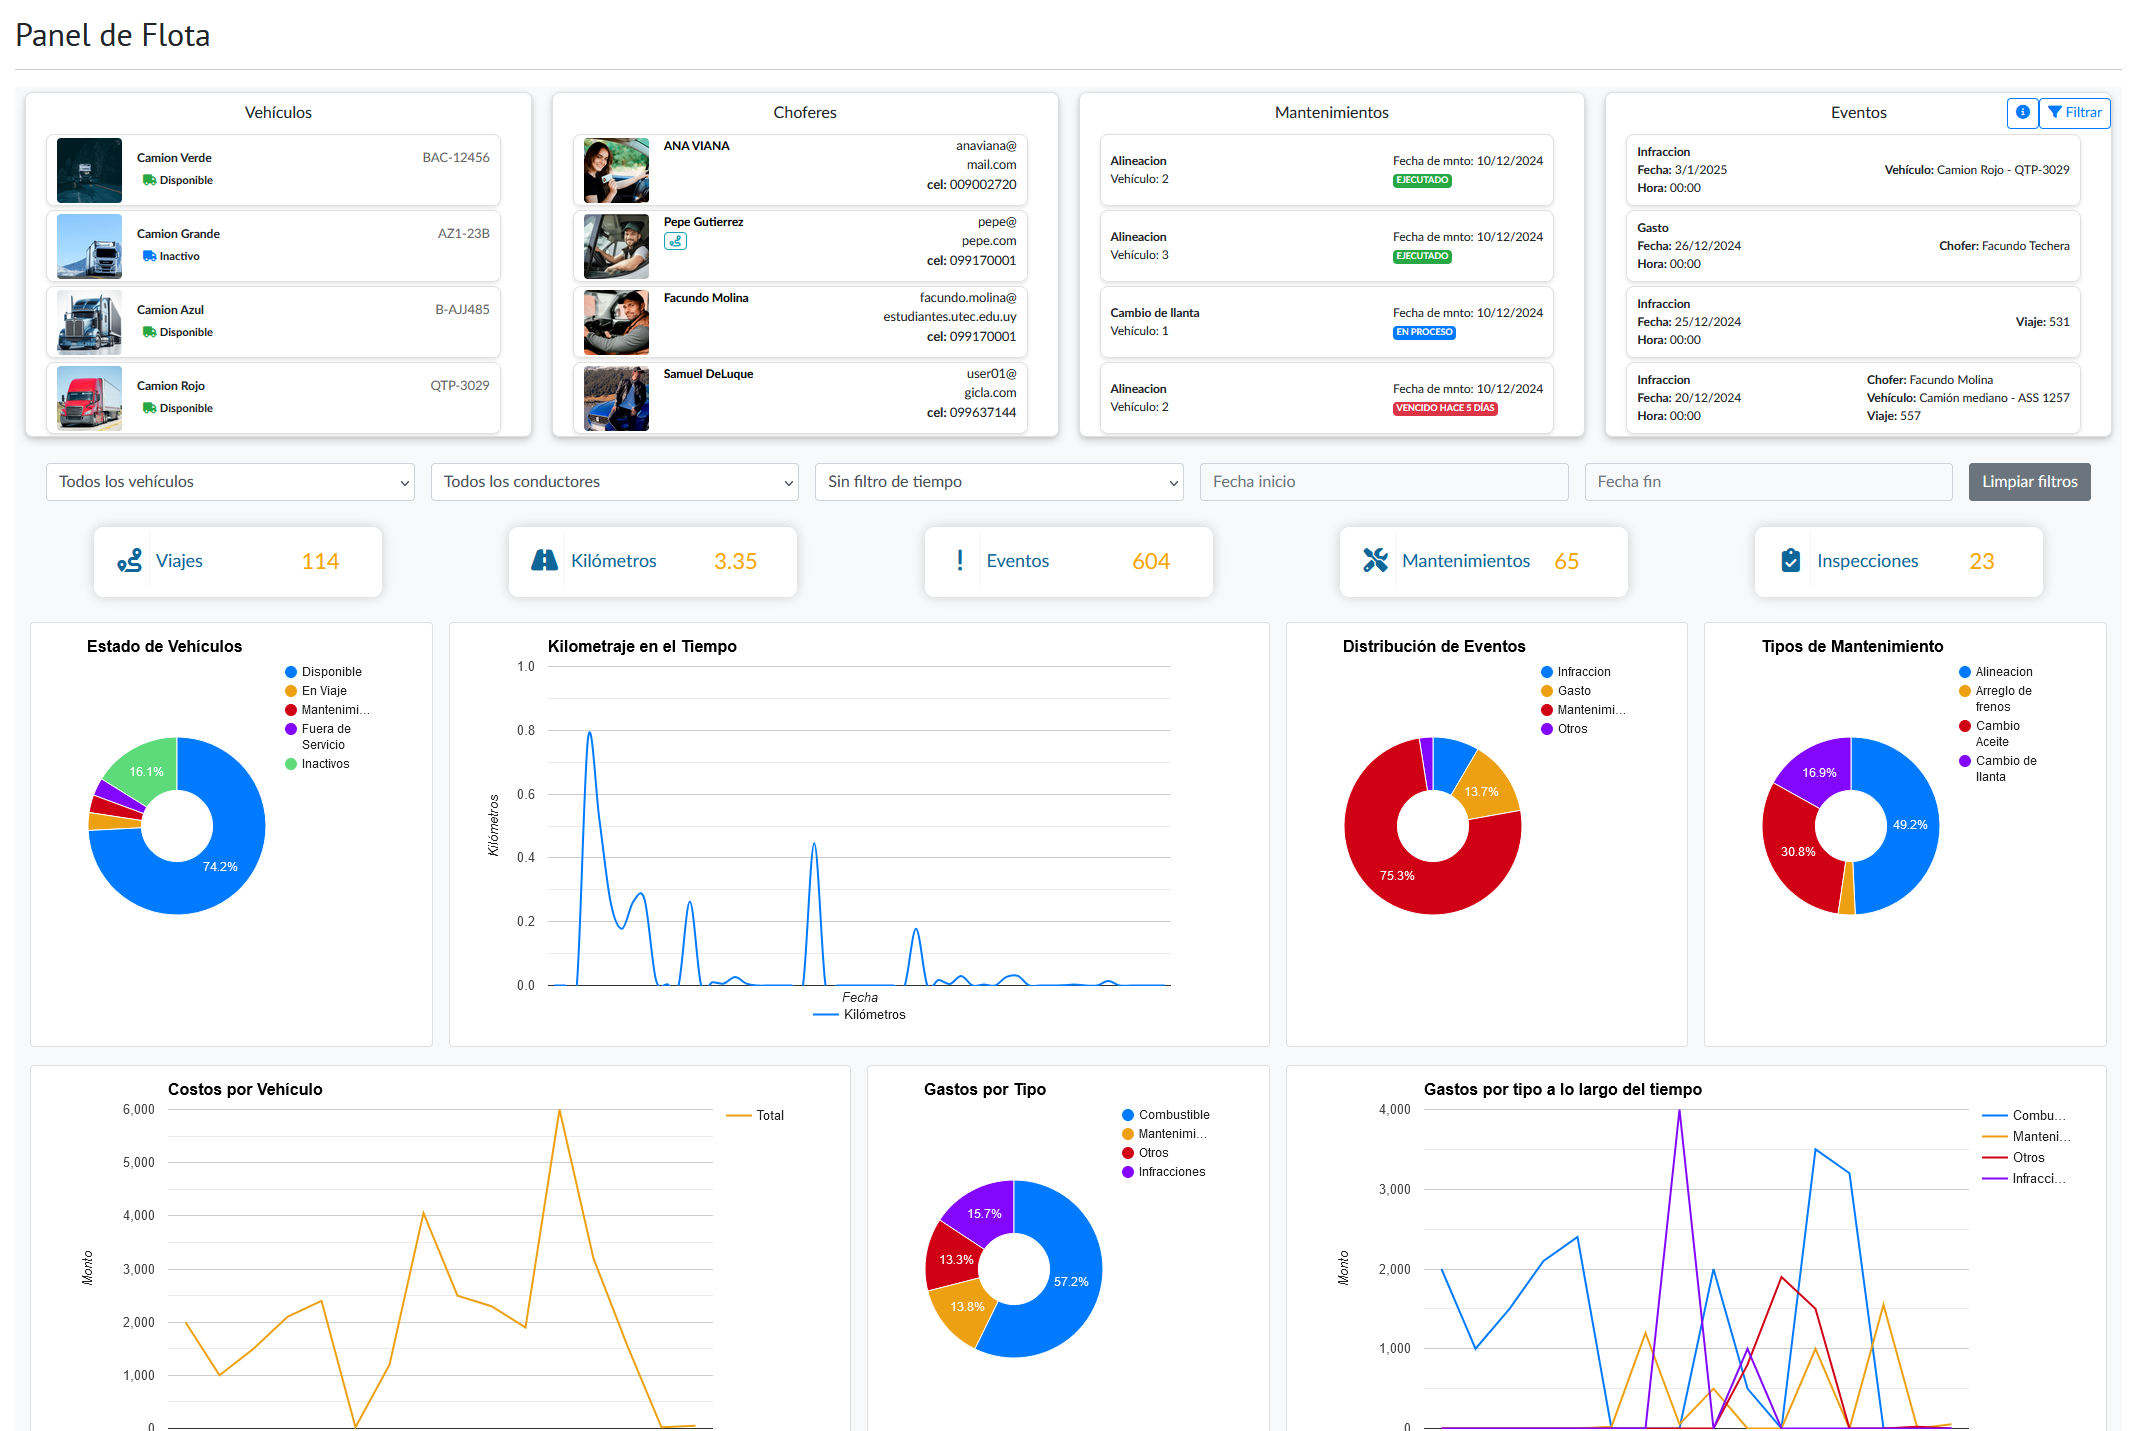 Panel de Flota
Vehículos
Camion Verde
BAC-12456
Disponible
Camion Grande
AZ1-23B
Inactivo
Camion Azul
B-AJJ485
Disponible
Camion Rojo
QTP-3029
Disponible
Choferes
ANA VIANA
anaviana@
mail.com
cel: 009002720
Pepe Gutierrez
pepe@
pepe.com
cel: 099170001
Facundo Molina
facundo.molina@
estudiantes.utec.edu.uy
cel: 099170001
Samuel DeLuque
user01@
gicla.com
cel: 099637144
Mantenimientos
Alineacion
Vehículo: 2
Fecha de mnto: 10/12/2024
EJECUTADO
Alineacion
Vehículo: 3
Fecha de mnto: 10/12/2024
EJECUTADO
Cambio de llanta
Vehículo: 1
Fecha de mnto: 10/12/2024
EN PROCESO
Alineacion
Vehículo: 2
Fecha de mnto: 10/12/2024
VENCIDO HACE 5 DÍAS
Eventos
Filtrar
Infraccion
Fecha: 3/1/2025
Hora: 00:00
Vehículo: Camion Rojo - QTP-3029
Gasto
Fecha: 26/12/2024
Hora: 00:00
Chofer: Facundo Techera
Infraccion
Fecha: 25/12/2024
Hora: 00:00
Viaje: 531
Infraccion
Fecha: 20/12/2024
Hora: 00:00
Chofer: Facundo Molina
Vehículo: Camión mediano - ASS 1257
Viaje: 557
Todos los vehículos
Todos los conductores
Sin filtro de tiempo
Fecha inicio
Fecha fin
Limpiar filtros
Viajes 114
Kilómetros 3.35
Eventos 604
Mantenimientos 65
Inspecciones 23
Estado de Vehículos
Disponible
En Viaje
Mantenimi...
Fuera de
Servicio
Inactivos
16.1%
74.2%
Kilometraje en el Tiempo
1.0
0.8
0.6
0.4
0.2
0.0
Kilómetros
Fecha
Kilómetros
Distribución de Eventos
Infraccion
Gasto
Mantenimi...
Otros
13.7%
75.3%
Tipos de Mantenimiento
Alineacion
Arreglo de
frenos
Cambio
Aceite
Cambio de
llanta
16.9%
49.2%
30.8%
Costos por Vehículo
6,000
5,000
4,000
3,000
2,000
1,000
0
Monto
Total
Gastos por Tipo
Combustible
Mantenimi...
Otros
Infracciones
15.7%
13.3%
57.2%
13.8%
Gastos por tipo a lo largo del tiempo
4,000
3,000
2,000
1,000
0
Monto
Combu...
Manteni...
Otros
Infracci...